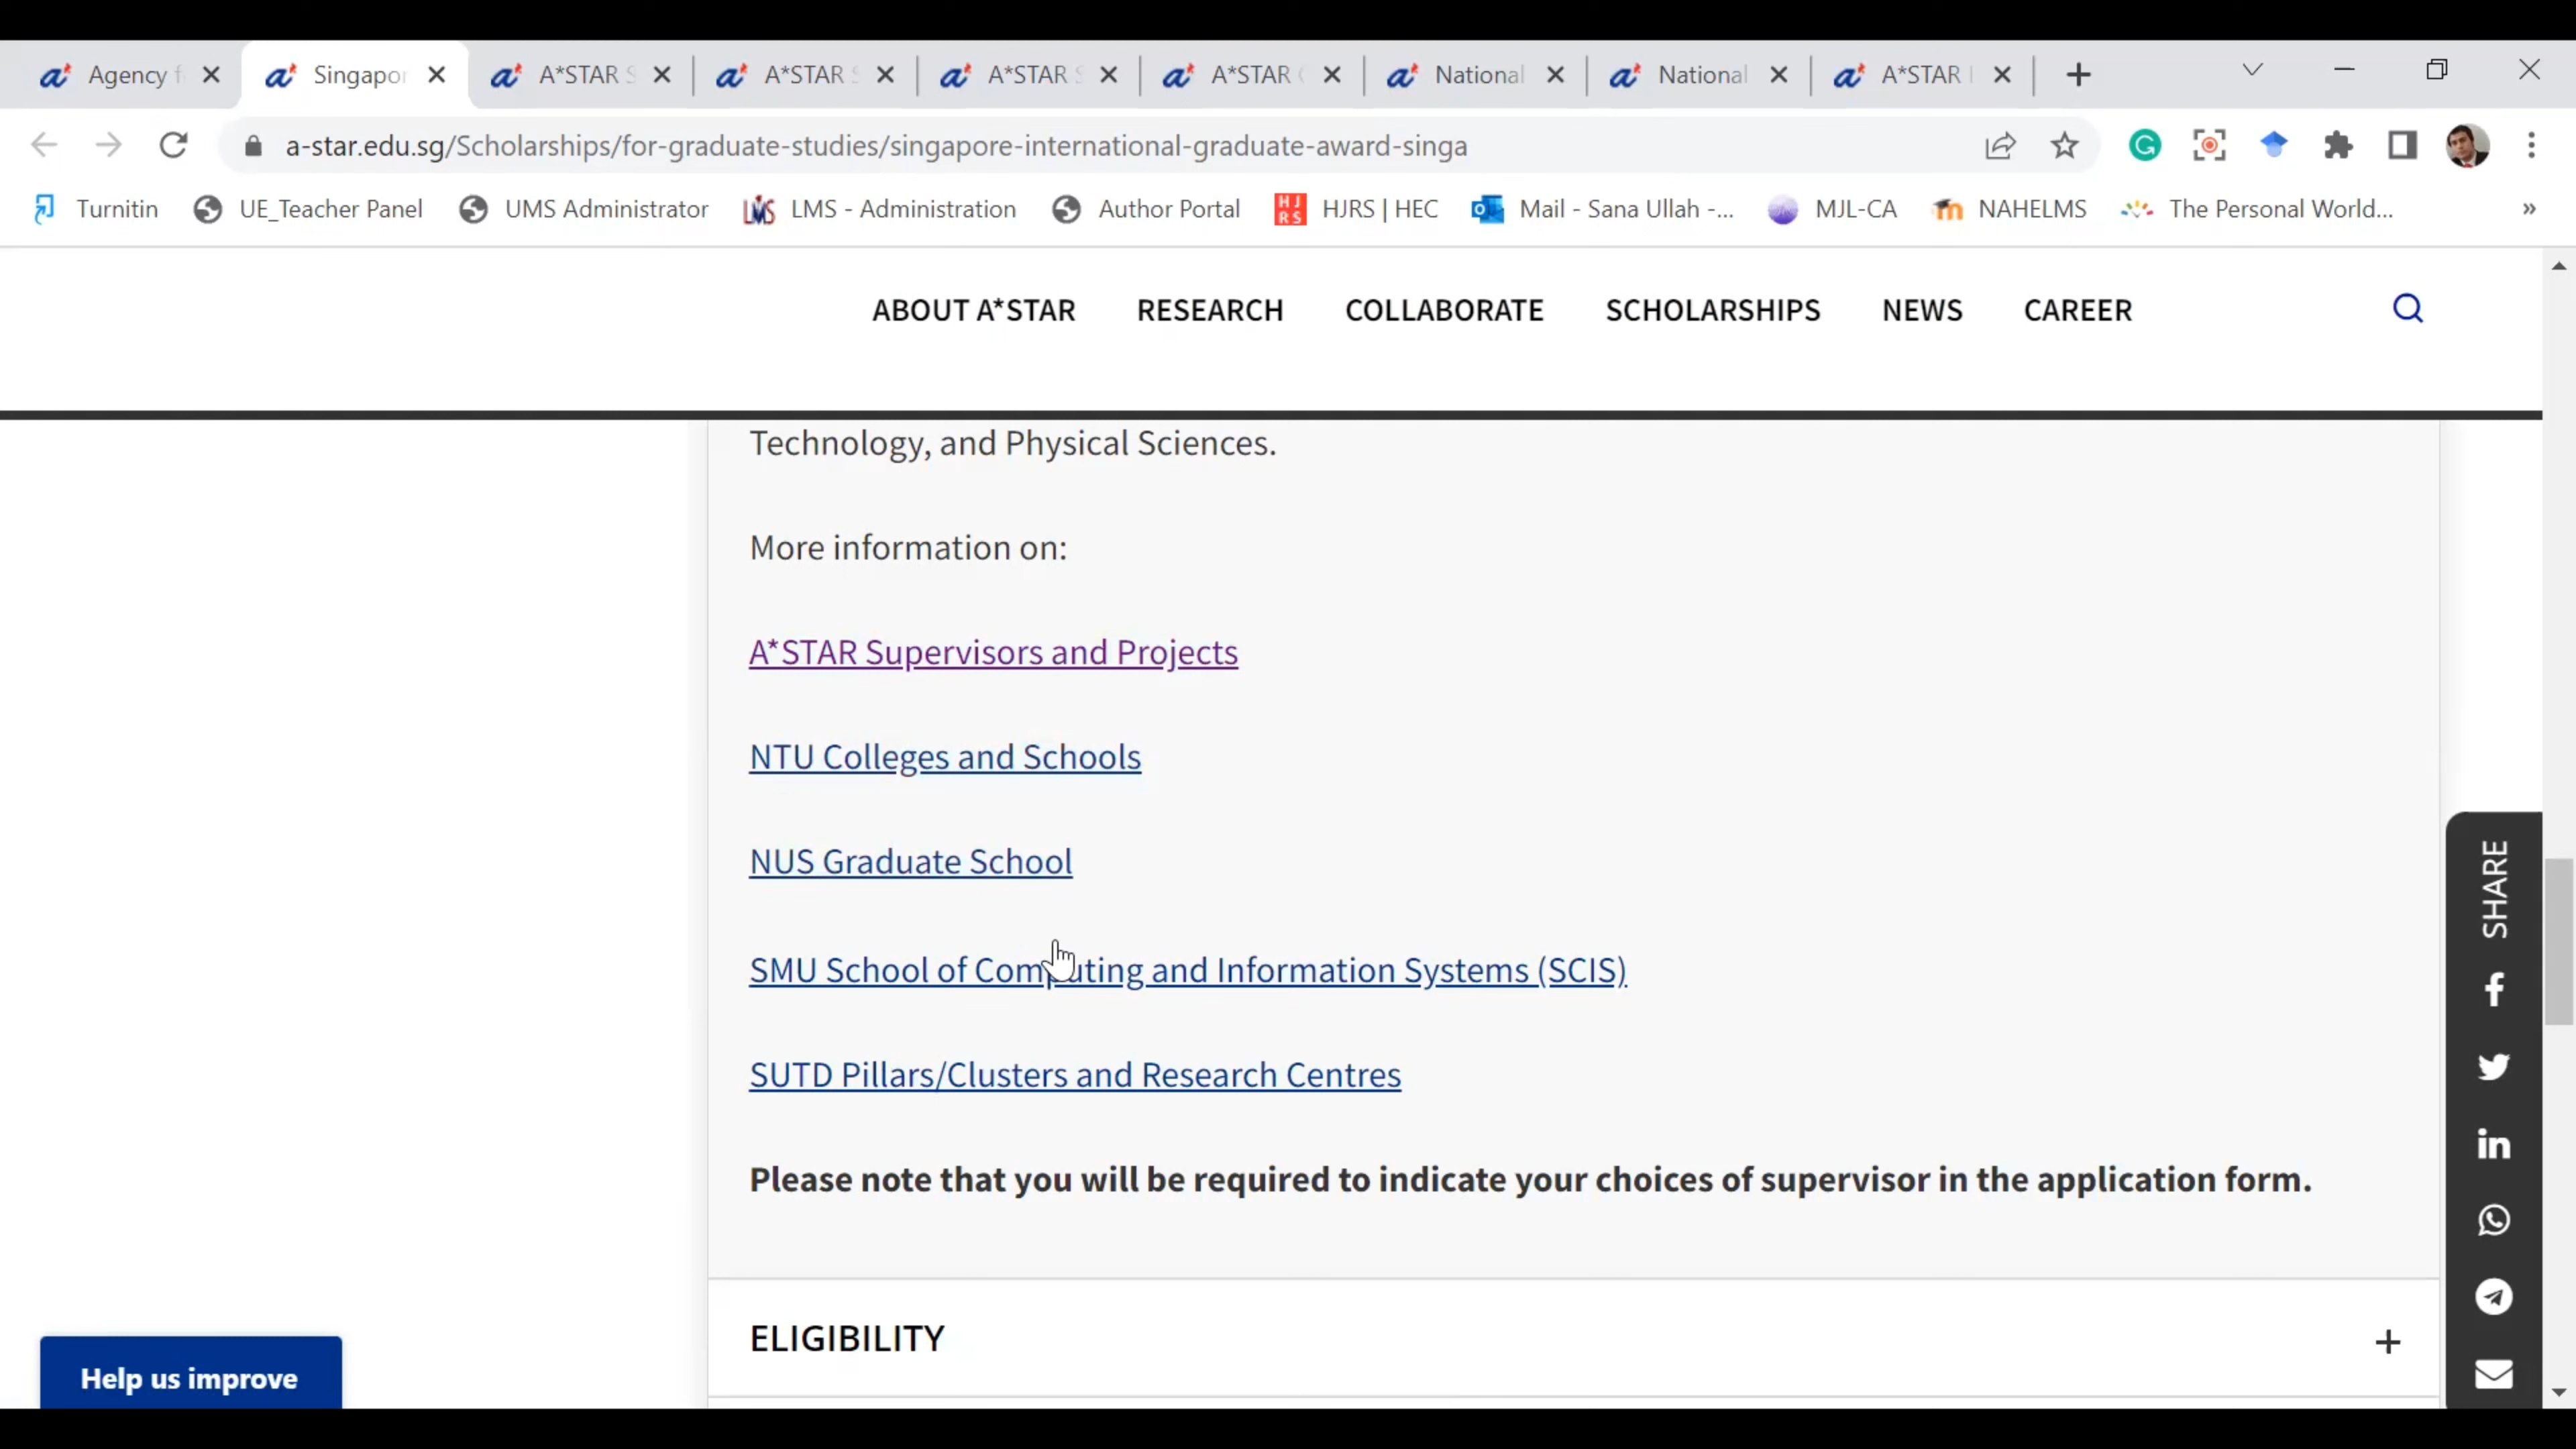 Agency f
Singapor
A*STAR S
A*STAR S
A*STAR S
A*STAR
National
National
A*STAR
a-star.edu.sg/Scholarships/for-graduate-studies/singapore-international-graduate-award-singa
Turnitin
UE_Teacher Panel
UMS Administrator
LMS
LMS - Administration
Author Portal
HJ
RS
HJRS | HEC
Mail - Sana Ullah -...
MJL-CA
NAHELMS
The Personal World...
»
ABOUT A*STAR
RESEARCH
COLLABORATE
SCHOLARSHIPS
NEWS
CAREER
Technology, and Physical Sciences.
More information on:
A*STAR Supervisors and Projects
NTU Colleges and Schools
NUS Graduate School
SMU School of Computing and Information Systems (SCIS)
SUTD Pillars/Clusters and Research Centres
Please note that you will be required to indicate your choices of supervisor in the application form.
ELIGIBILITY
+
SHARE
Help us improve